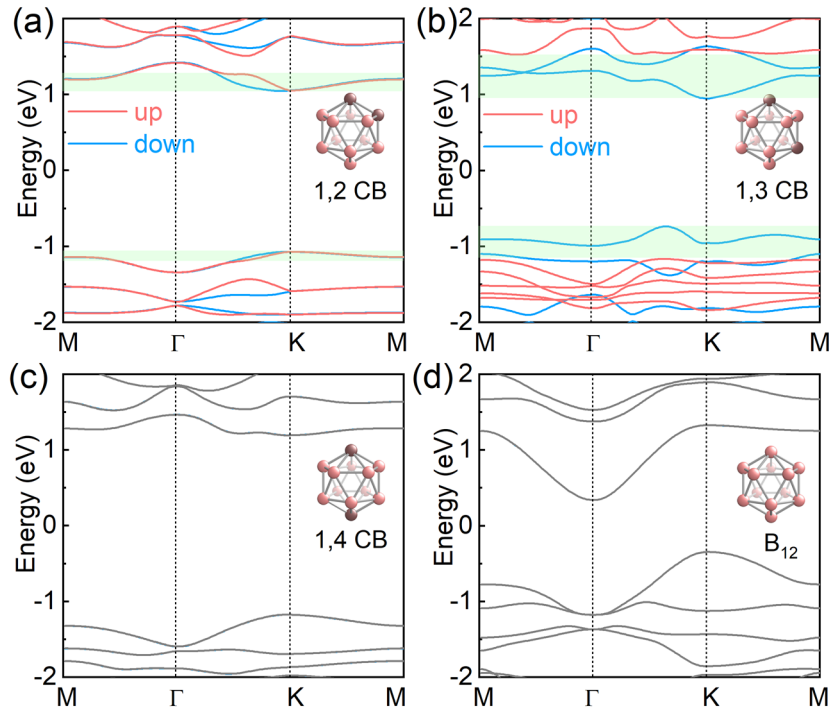 (a)
2
1
0
-1
-2
Energy (eV)
up
down
1,2 CB
M Γ K M
(b)
2
1
0
-1
-2
Energy (eV)
up
down
1,3 CB
M Γ K M
(c)
2
1
0
-1
-2
Energy (eV)
1,4 CB
M Γ K M
(d)
2
1
0
-1
-2
Energy (eV)
B₁₂
M Γ K M